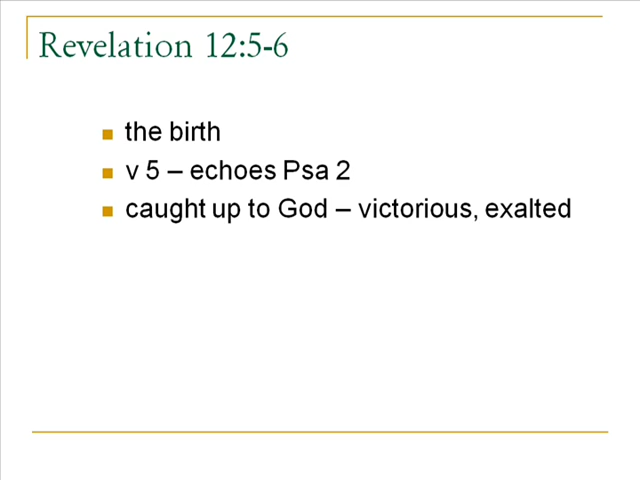 Revelation 12:5-6
the birth
v 5 – echoes Psa 2
caught up to God – victorious, exalted